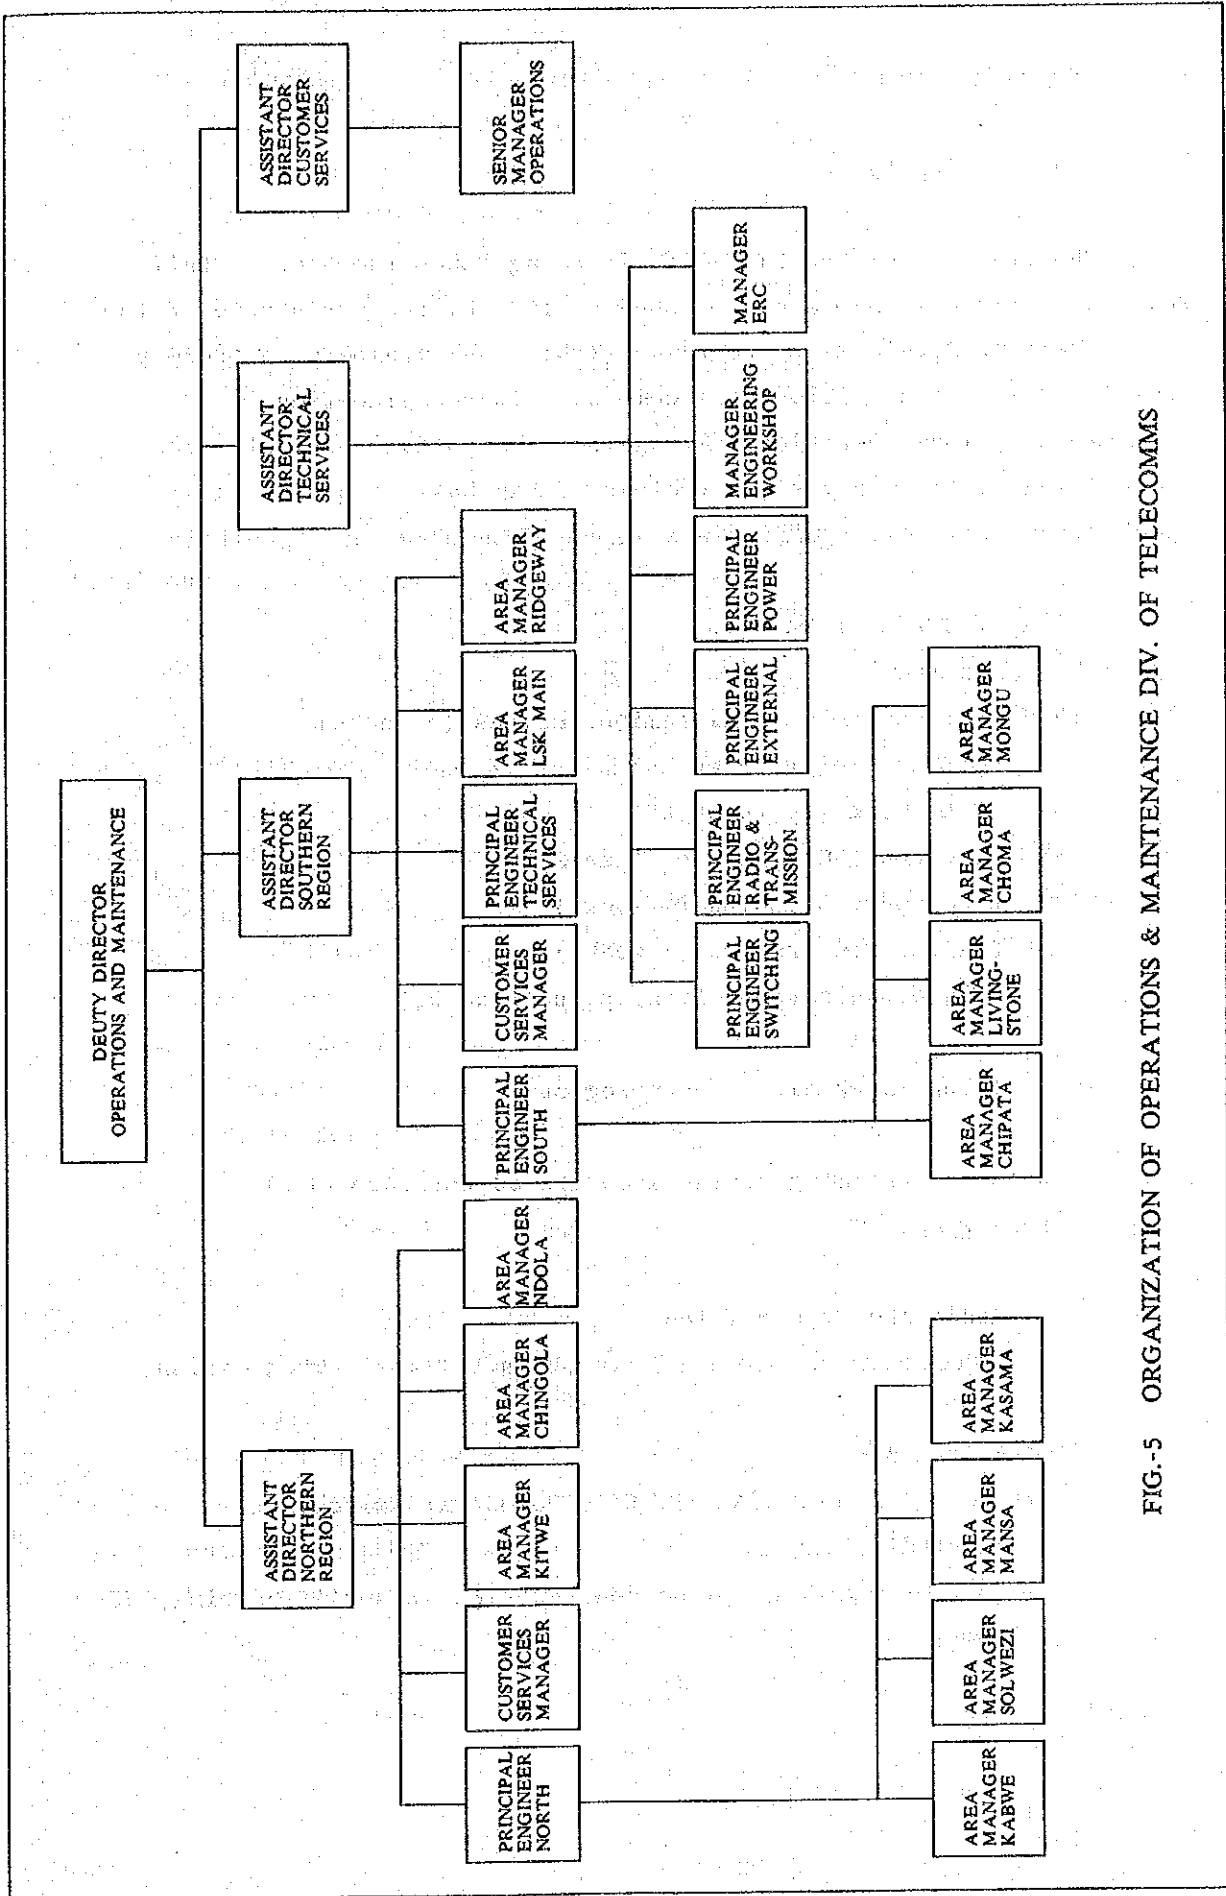 DEUTY DIRECTOR
OPERATIONS AND MAINTENANCE
ASSISTANT
DIRECTOR
NORTHERN
REGION
ASSISTANT
DIRECTOR
SOUTHERN
REGION
ASSISTANT
DIRECTOR
TECHNICAL
SERVICES
ASSISTANT
DIRECTOR
CUSTOMER
SERVICES
PRINCIPAL
ENGINEER
NORTH
CUSTOMER
SERVICES
MANAGER
AREA
MANAGER
KITWE
AREA
MANAGER
CHINGOLA
AREA
MANAGER
NDOLA
PRINCIPAL
ENGINEER
SOUTH
CUSTOMER
SERVICES
MANAGER
PRINCIPAL
ENGINEER
TECHNICAL
SERVICES
AREA
MANAGER
LSK. MAIN
AREA
MANAGER
RIDGEWAY
SENIOR
MANAGER
OPERATIONS
PRINCIPAL
ENGINEER
SWITCHING
PRINCIPAL
ENGINEER
RADIO &
TRANS-
MISSION
PRINCIPAL
ENGINEER
EXTERNAL
PRINCIPAL
ENGINEER
POWER
MANAGER
ENGINEERING
WORKSHOP
MANAGER
ERC
AREA
MANAGER
KABWE
AREA
MANAGER
SOLWEZI
AREA
MANAGER
MANSA
AREA
MANAGER
KASAMA
AREA
MANAGER
CHIPATA
AREA
MANAGER
LIVING-
STONE
AREA
MANAGER
CHOMA
AREA
MANAGER
MONGU
FIG.-5 ORGANIZATION OF OPERATIONS & MAINTENANCE DIV. OF TELECOMMS